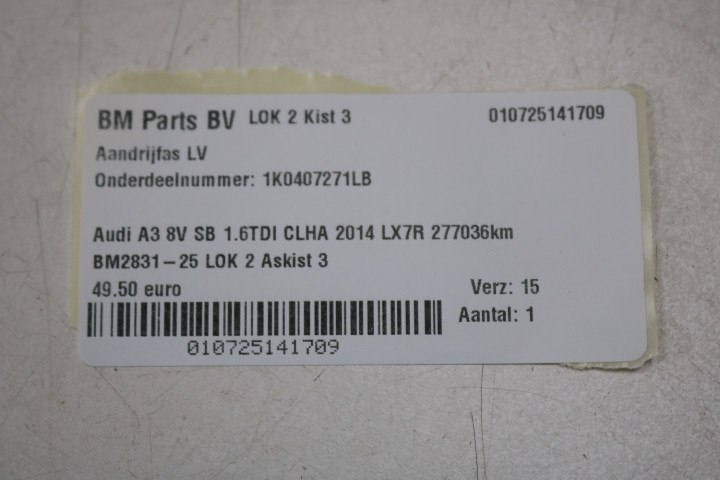 BM Parts BV LOK 2 Kist 3 010725141709
Aandrijfas LV
Onderdeelnummer: 1K0407271LB
Audi A3 8V SB 1.6TDI CLHA 2014 LX7R 277036km
BM2831-25 LOK 2 Askist 3
49.50 euro Verz: 15
Aantal: 1
010725141709